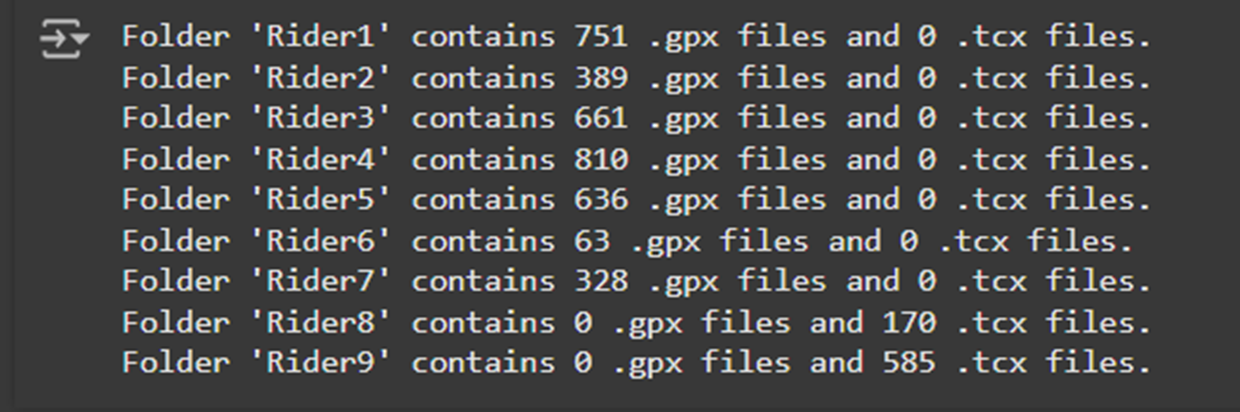 Folder 'Rider1' contains 751 .gpx files and 0 .tcx files.
Folder 'Rider2' contains 389 .gpx files and 0 .tcx files.
Folder 'Rider3' contains 661 .gpx files and 0 .tcx files.
Folder 'Rider4' contains 810 .gpx files and 0 .tcx files.
Folder 'Rider5' contains 636 .gpx files and 0 .tcx files.
Folder 'Rider6' contains 63 .gpx files and 0 .tcx files.
Folder 'Rider7' contains 328 .gpx files and 0 .tcx files.
Folder 'Rider8' contains 0 .gpx files and 170 .tcx files.
Folder 'Rider9' contains 0 .gpx files and 585 .tcx files.